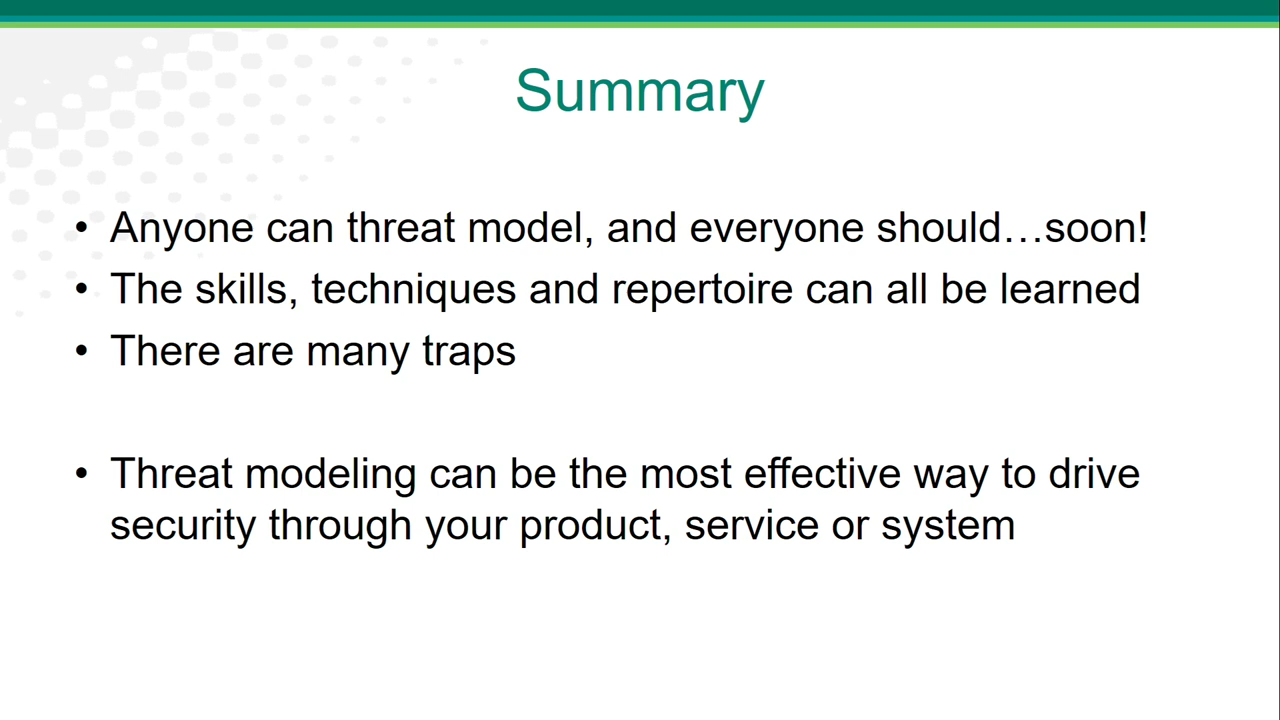 Summary
• Anyone can threat model, and everyone should…soon!
• The skills, techniques and repertoire can all be learned
• There are many traps
• Threat modeling can be the most effective way to drive
security through your product, service or system